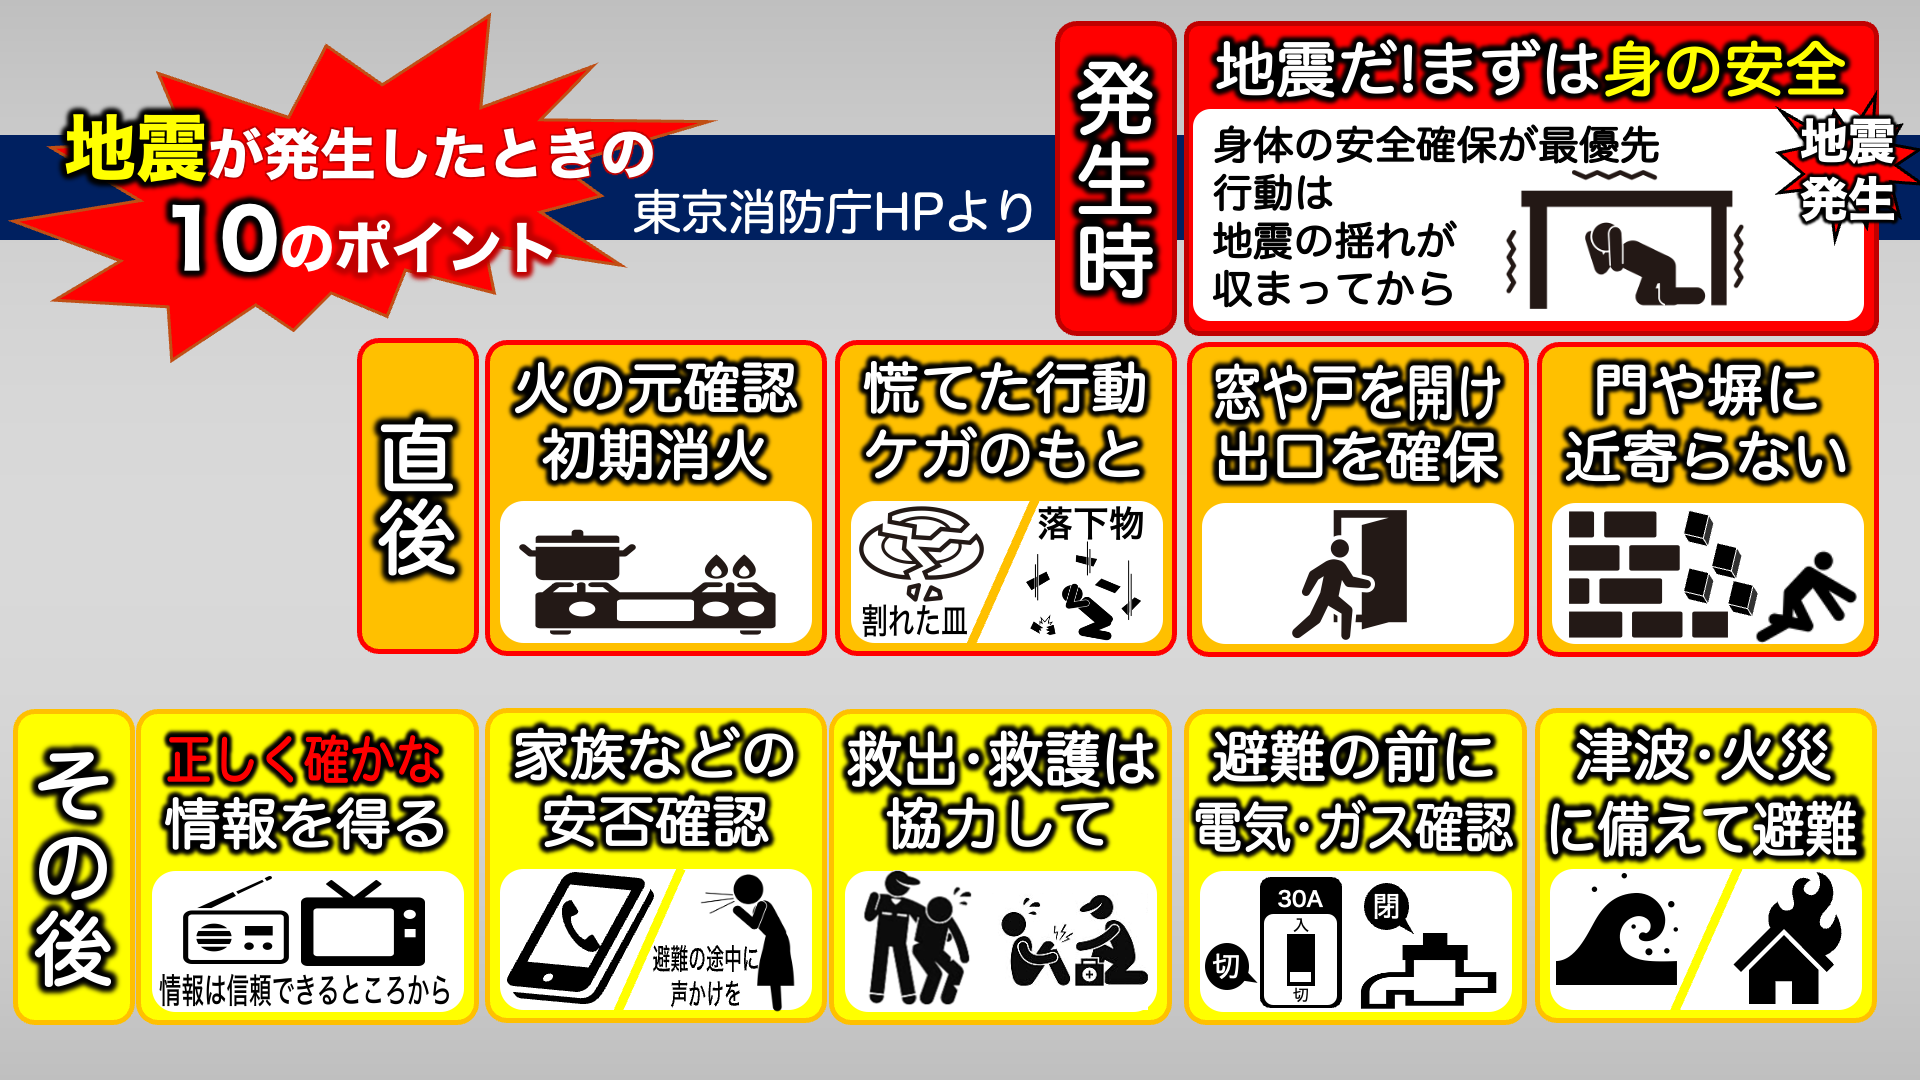 地震が発生したときの
10のポイント
東京消防庁HPより
発生時
地震だ!まずは身の安全
身体の安全確保が最優先
行動は
地震の揺れが
収まってから
地震
発生
直後
火の元確認
初期消火
慌てた行動
ケガのもと
割れた皿
落下物
窓や戸を開け
出口を確保
門や塀に
近寄らない
その後
正しく確かな
情報を得る
情報は信頼できるところから
家族などの
安否確認
避難の途中に
声かけを
救出・救護は
協力して
避難の前に
電気・ガス確認
切
30A
入
切
閉
津波・火災
に備えて避難